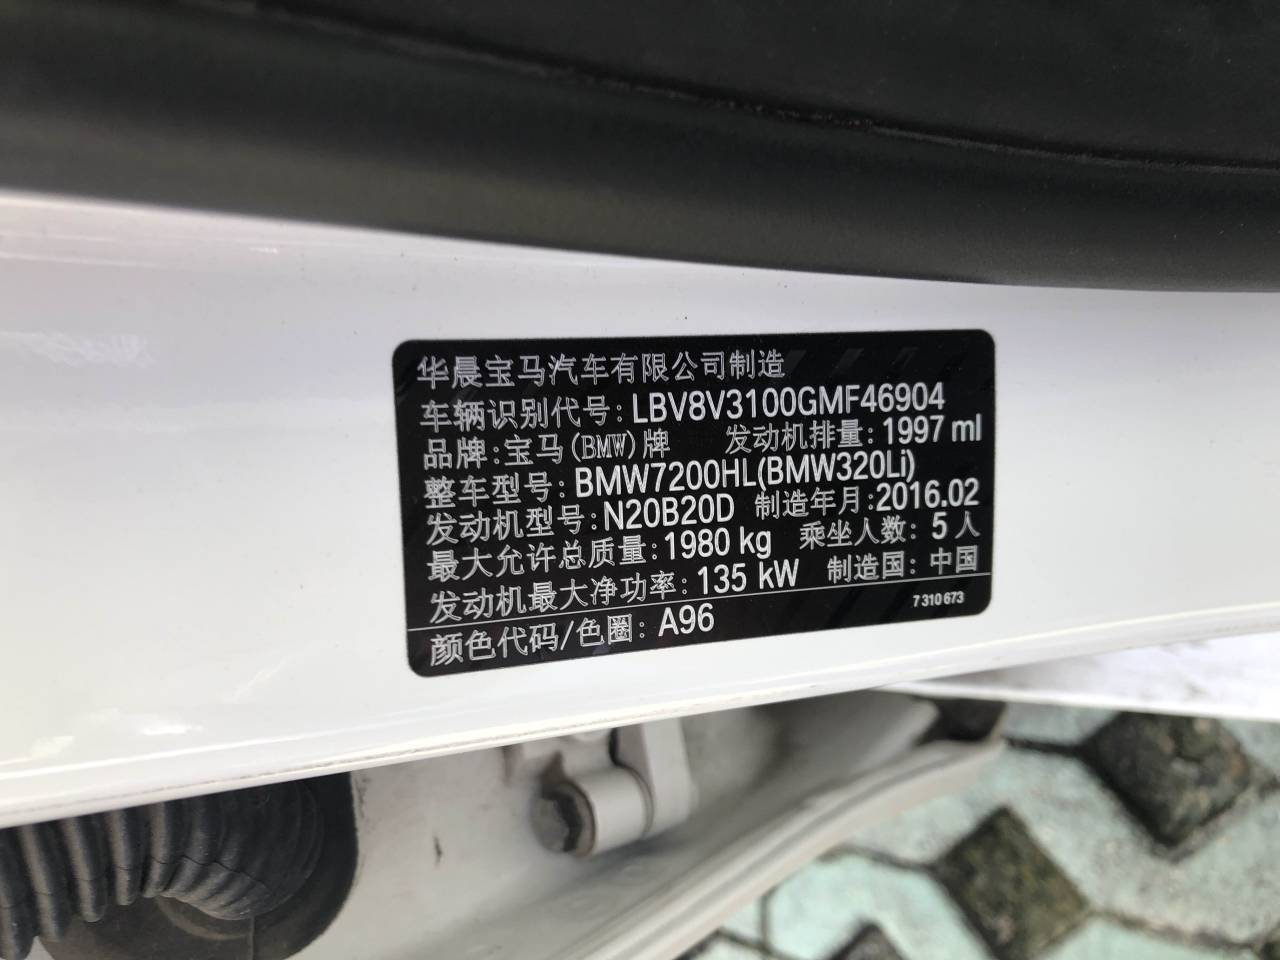 华晨宝马汽车有限公司制造
车辆识别代号: LBV8V3100GMF46904
品牌:宝马(BMW)牌 发动机排量: 1997 ml
整车型号: BMW7200HL(BMW320Li)
发动机型号: N20B20D 制造年月:2016.02
最大允许总质量: 1980 kg 乘坐人数: 5 人
发动机最大净功率: 135 kW 制造国: 中国
7 310 673
颜色代码/色圈: A96